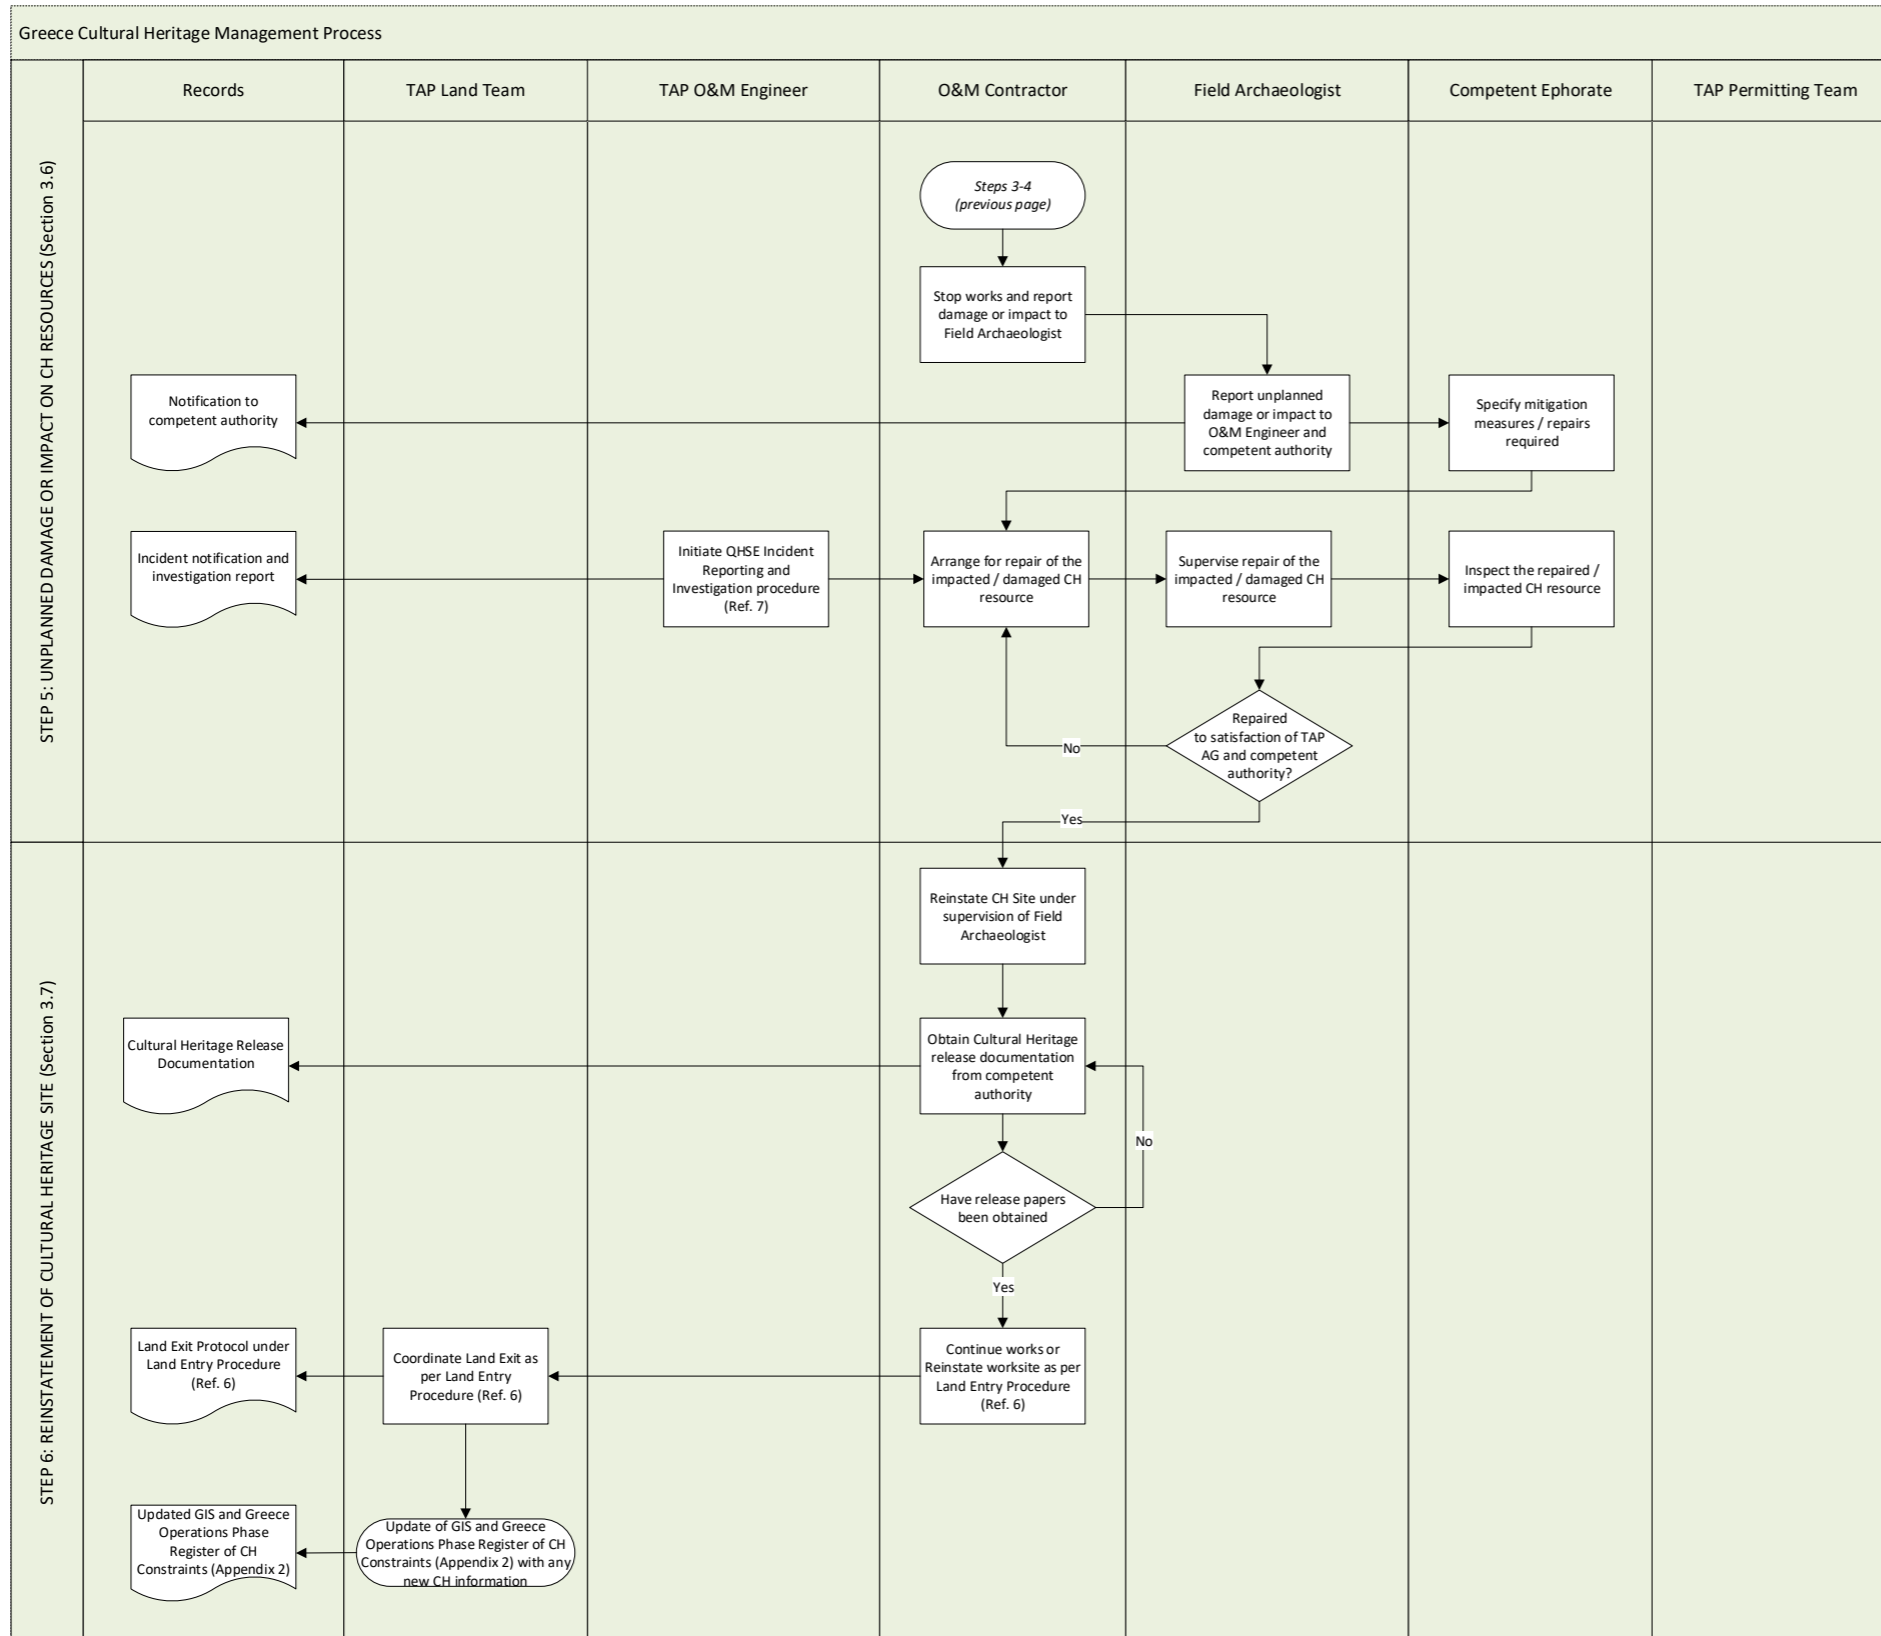 Greece Cultural Heritage Management Process
Records
TAP Land Team
TAP O&M Engineer
O&M Contractor
Field Archaeologist
Competent Ephorate
TAP Permitting Team
STEP 5: UNPLANNED DAMAGE OR IMPACT ON CH RESOURCES (Section 3.6)
Steps 3-4
(previous page)
Stop works and report
damage or impact to
Field Archaeologist
Notification to
competent authority
Report unplanned
damage or impact to
O&M Engineer and
competent authority
Specify mitigation
measures / repairs
required
Incident notification and
investigation report
Initiate QHSE Incident
Reporting and
Investigation procedure
(Ref. 7)
Arrange for repair of the
impacted / damaged CH
resource
Supervise repair of the
impacted / damaged CH
resource
Inspect the repaired /
impacted CH resource
Repaired
to satisfaction of TAP
AG and competent
authority?
No
Yes
STEP 6: REINSTATEMENT OF CULTURAL HERITAGE SITE (Section 3.7)
Reinstate CH Site under
supervision of Field
Archaeologist
Cultural Heritage Release
Documentation
Obtain Cultural Heritage
release documentation
from competent
authority
No
Have release papers
been obtained
Yes
Land Exit Protocol under
Land Entry Procedure
(Ref. 6)
Coordinate Land Exit as
per Land Entry
Procedure (Ref. 6)
Continue works or
Reinstate worksite as per
Land Entry Procedure
(Ref. 6)
Updated GIS and Greece
Operations Phase
Register of CH
Constraints (Appendix 2)
Update of GIS and Greece
Operations Phase Register of CH
Constraints (Appendix 2) with any
new CH information